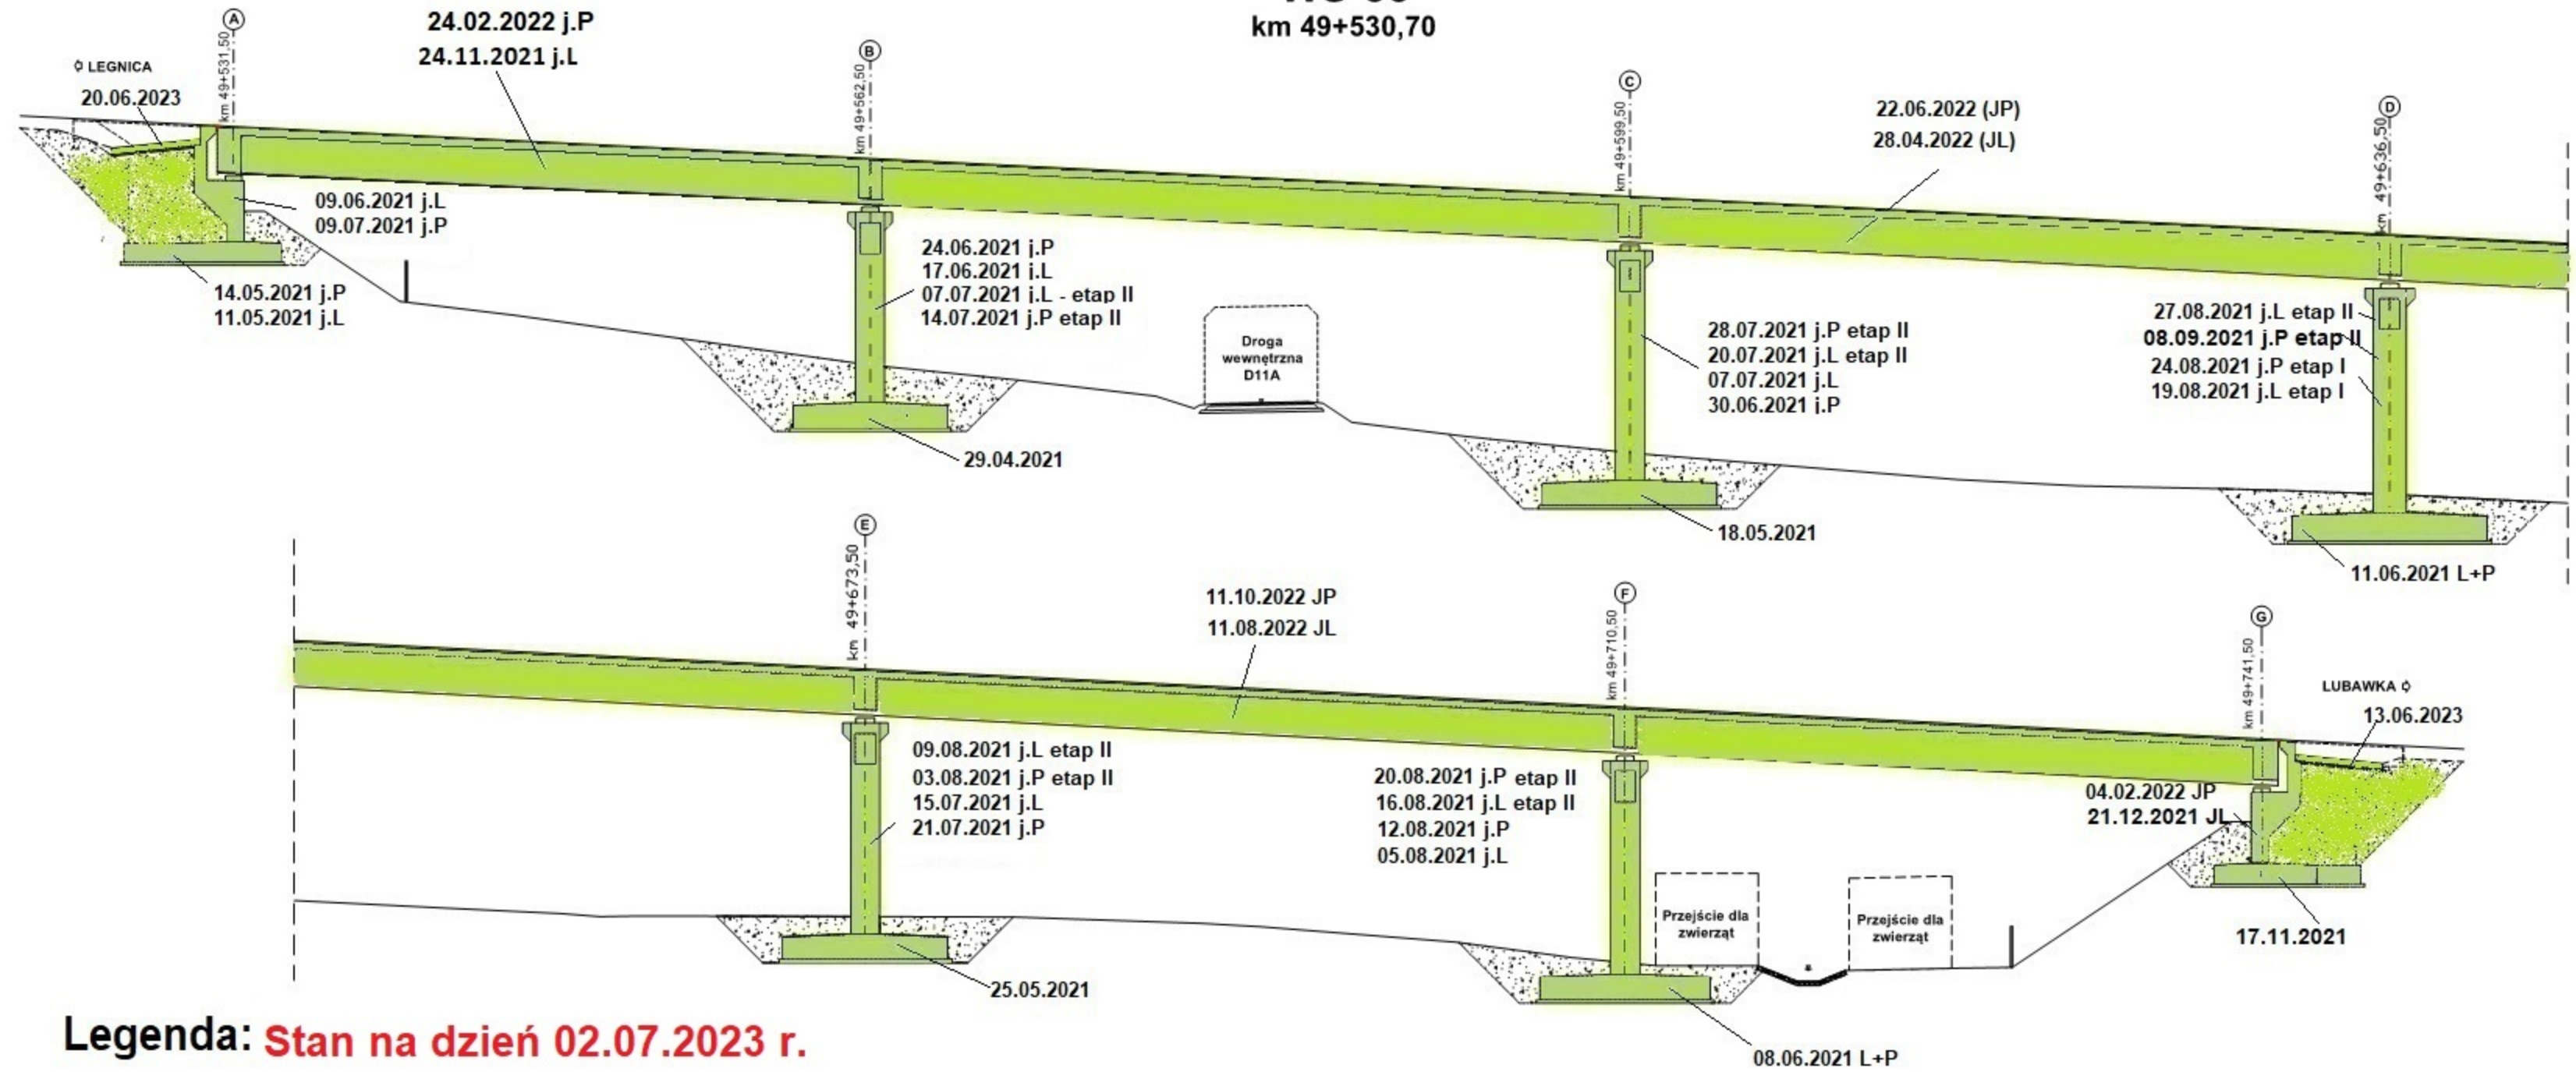 km 49+530,70
A
km 49+531,50
24.02.2022 j.P
24.11.2021 j.L
LEGNICA
20.06.2023
B
km 49+562,50
C
km 49+599,50
22.06.2022 (JP)
28.04.2022 (JL)
D
km 49+636,50
09.06.2021 j.L
09.07.2021 j.P
14.05.2021 j.P
11.05.2021 j.L
24.06.2021 j.P
17.06.2021 j.L
07.07.2021 j.L - etap II
14.07.2021 j.P etap II
29.04.2021
Droga
wewnętrzna
D11A
28.07.2021 j.P etap II
20.07.2021 j.L etap II
07.07.2021 j.L
30.06.2021 j.P
18.05.2021
27.08.2021 j.L etap II
08.09.2021 j.P etap II
24.08.2021 j.P etap I
19.08.2021 j.L etap I
11.06.2021 L+P
E
km 49+673,50
11.10.2022 JP
11.08.2022 JL
F
km 49+710,50
G
km 49+741,50
LUBAWKA
13.06.2023
09.08.2021 j.L etap II
03.08.2021 j.P etap II
15.07.2021 j.L
21.07.2021 j.P
25.05.2021
20.08.2021 j.P etap II
16.08.2021 j.L etap II
12.08.2021 j.P
05.08.2021 j.L
Przejście dla
zwierząt
Przejście dla
zwierząt
04.02.2022 JP
21.12.2021 JL
17.11.2021
08.06.2021 L+P
Legenda: Stan na dzień 02.07.2023 r.